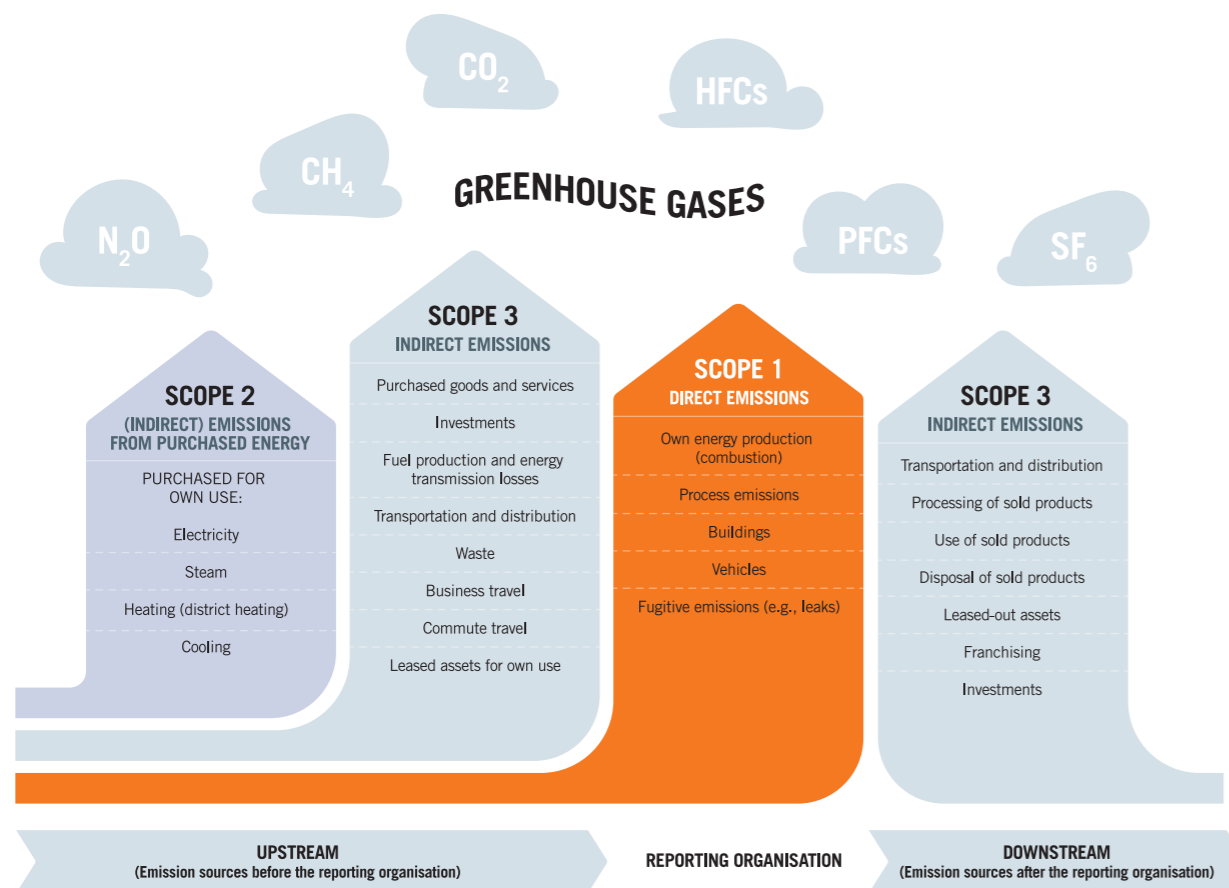 CO₂
HFCs
CH₄
GREENHOUSE GASES
N₂O
PFCs
SF₆
SCOPE 2
(INDIRECT) EMISSIONS
FROM PURCHASED ENERGY
PURCHASED FOR
OWN USE:
Electricity
Steam
Heating (district heating)
Cooling
SCOPE 3
INDIRECT EMISSIONS
Purchased goods and services
Investments
Fuel production and energy
transmission losses
Transportation and distribution
Waste
Business travel
Commute travel
Leased assets for own use
SCOPE 1
DIRECT EMISSIONS
Own energy production
(combustion)
Process emissions
Buildings
Vehicles
Fugitive emissions (e.g., leaks)
SCOPE 3
INDIRECT EMISSIONS
Transportation and distribution
Processing of sold products
Use of sold products
Disposal of sold products
Leased-out assets
Franchising
Investments
UPSTREAM
(Emission sources before the reporting organisation)
REPORTING ORGANISATION
DOWNSTREAM
(Emission sources after the reporting organisation)